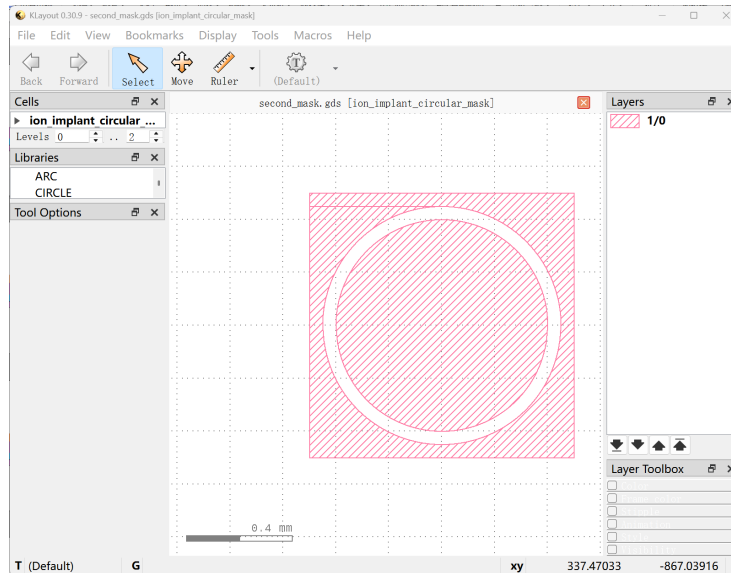 KLayout 0.30.9 - second_mask.gds [ion_implant_circular_mask]
File Edit View Bookmarks Display Tools Macros Help
Back Forward Select Move Ruler (Default)
Cells
ion_implant_circular_...
Levels 0 .. 2
Libraries
ARC
CIRCLE
Tool Options
second_mask.gds [ion_implant_circular_mask]
0.4 mm
Layers
1/0
Layer Toolbox
T (Default) G xy 337.47033 -867.03916